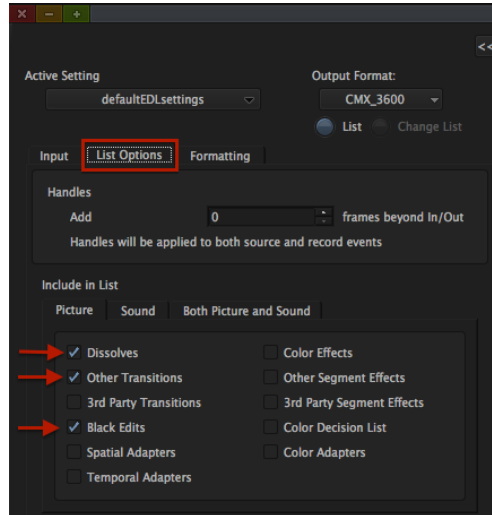 <<
Active Setting
Output Format:
defaultEDLsettings
CMX_3600
List
Change List
Input
List Options
Formatting
Handles
Add
0
frames beyond In/Out
Handles will be applied to both source and record events
Include in List
Picture
Sound
Both Picture and Sound
Dissolves
Color Effects
Other Transitions
Other Segment Effects
3rd Party Transitions
3rd Party Segment Effects
Black Edits
Color Decision List
Spatial Adapters
Color Adapters
Temporal Adapters